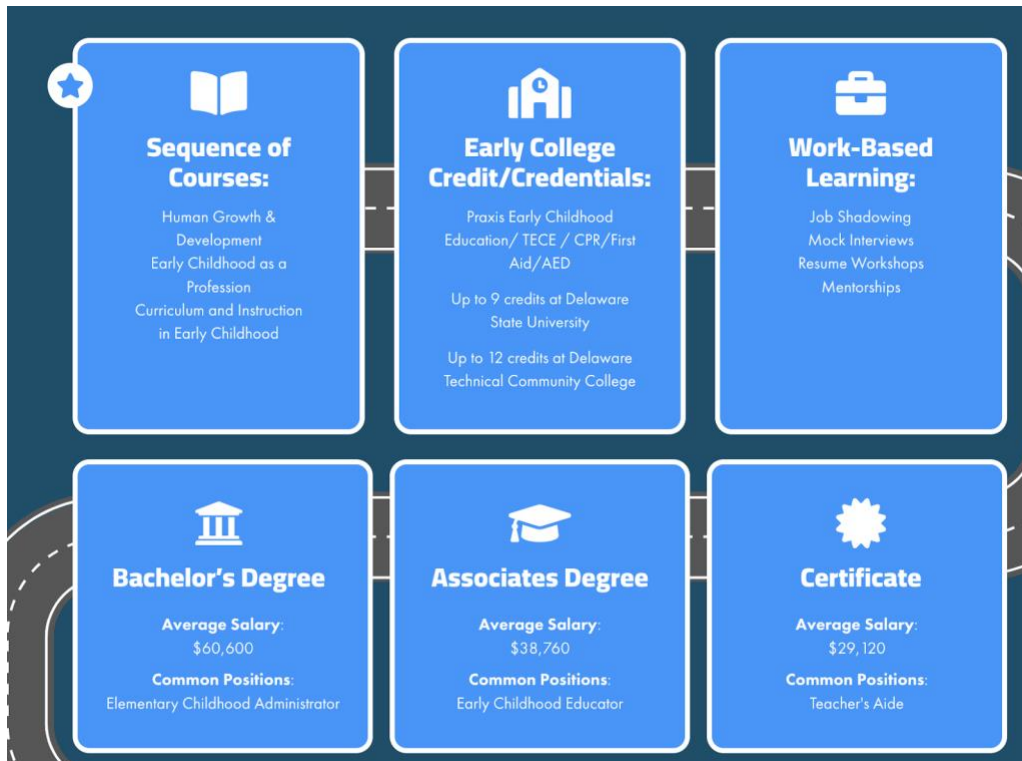 Sequence of
Courses:
Human Growth &
Development
Early Childhood as a
Profession
Curriculum and Instruction
in Early Childhood
Early College
Credit/Credentials:
Praxis Early Childhood
Education/ TECE / CPR/First
Aid/AED
Up to 9 credits at Delaware
State University
Up to 12 credits at Delaware
Technical Community College
Work-Based
Learning:
Job Shadowing
Mock Interviews
Resume Workshops
Mentorships
Bachelor’s Degree
Average Salary:
$60,600
Common Positions:
Elementary Childhood Administrator
Associates Degree
Average Salary:
$38,760
Common Positions:
Early Childhood Educator
Certificate
Average Salary:
$29,120
Common Positions:
Teacher's Aide